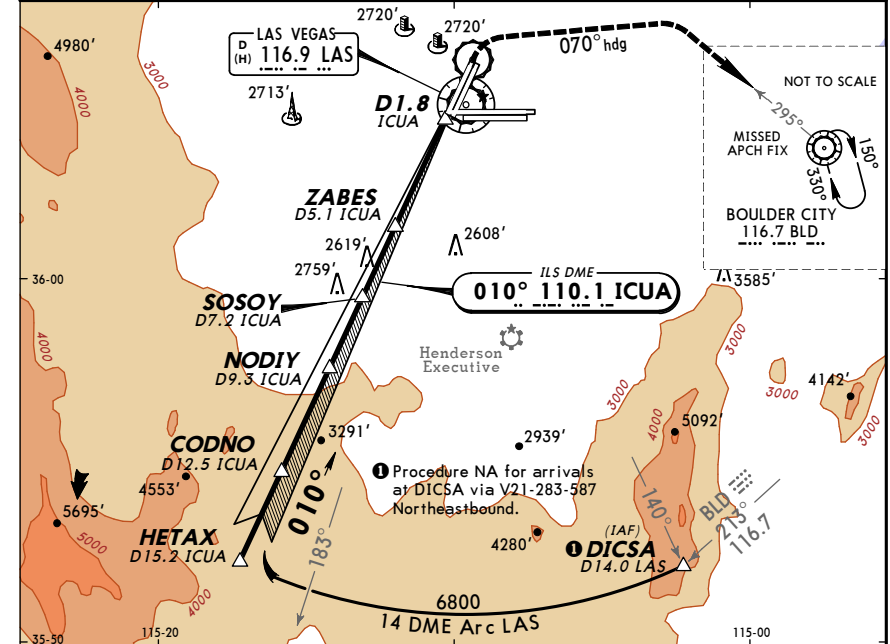 2720'
2720'
4980'
3000
LAS VEGAS
D
(H) 116.9 LAS
070° hdg
NOT TO SCALE
4000
2713'
D1.8
ICUA
295°
MISSED
APCH FIX
150°
330°
ZABES
D5.1 ICUA
BOULDER CITY
116.7 BLD
2619'
2608'
2759'
36-00
ILS DME
010° 110.1 ICUA
3585'
SOSOY
D7.2 ICUA
4000
Henderson
Executive
3000
NODIY
D9.3 ICUA
3000
4142'
3000
3000
CODNO
D12.5 ICUA
3291'
2939'
4000
5092'
4553'
1 Procedure NA for arrivals
at DICSA via V21-283-587
Northeastbound.
010°
140°
BLD
213°
116.7
5695'
5000
HETAX
D15.2 ICUA
183°
4280'
(IAF)
1 DICSA
D14.0 LAS
4000
6800
14 DME Arc LAS
35-50
115-20
115-00